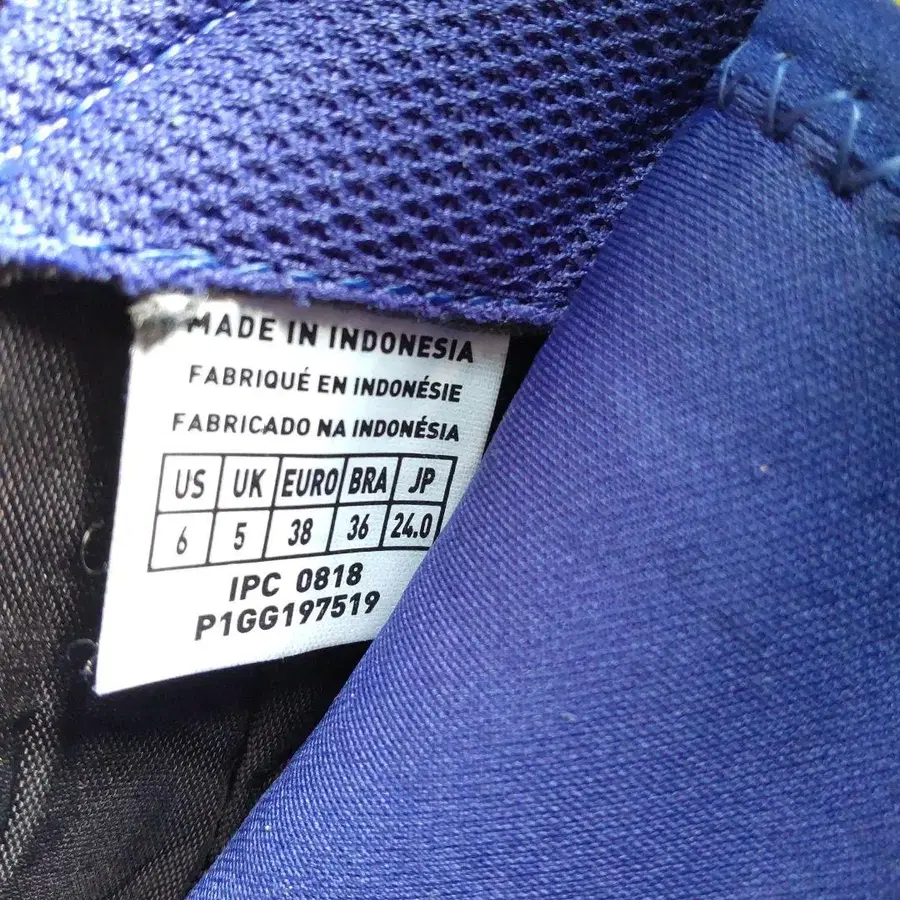 MADE IN INDONESIA
FABRIQUÉ EN INDONÉSIE
FABRICADO NA INDONÉSIA
US UK EURO BRA JP
6 5 38 36 24.0
IPC 0818
P1GG197519